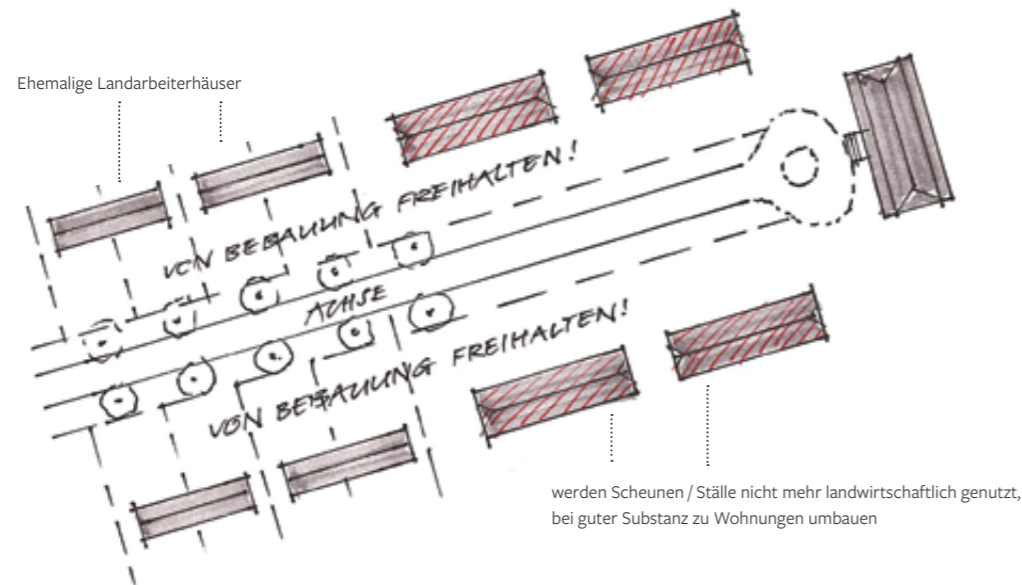 Ehemalige Landarbeiterhäuser
VON BEBAUUNG FREIHALTEN!
ACHSE
VON BEBAUUNG FREIHALTEN!
werden Scheunen / Ställe nicht mehr landwirtschaftlich genutzt,
bei guter Substanz zu Wohnungen umbauen